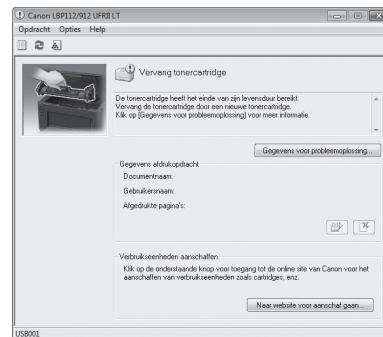 Canon LBP112/912 UFRII LT
Opdracht Opties Help
Vervang tonercartridge
De tonercartridge heeft het einde van zijn levensduur bereikt.
Vervang de tonercartridge door een nieuwe tonercartridge.
Klik op [Gegevens voor probleemoplossing] voor meer informatie.
Gegevens voor probleemoplossing...
Gegevens afdrukopdracht
Documentnaam:
Gebruikersnaam:
Afgedrukte pagina's:
Verbruikseenheden aanschaffen
Klik op de onderstaande knop voor toegang tot de online site van Canon voor het
aanschaffen van verbruikseenheden zoals cartridges, enz.
Naar website voor aanschaf gaan...
USB001